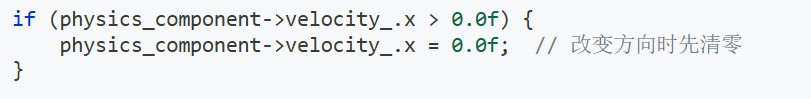 if (physics_component->velocity_.x > 0.0f) {
    physics_component->velocity_.x = 0.0f;  // 改变方向时先清零
}